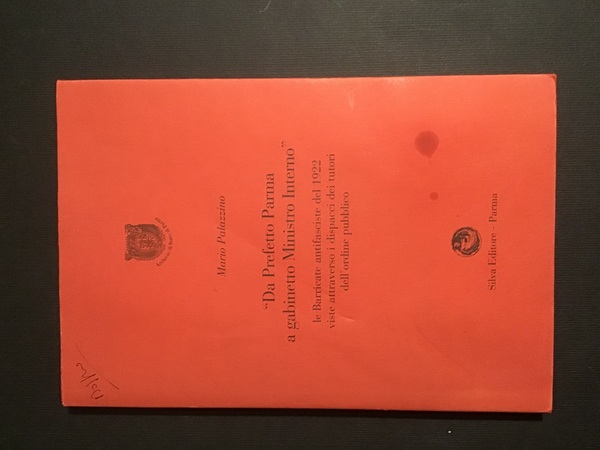 Mario Palazzino
“Da Prefetto Parma
a gabinetto Ministro Interno”
le Barricate antifasciste del 1922
viste attraverso i dispacci dei tutori
dell'ordine pubblico
Silva Editore - Parma